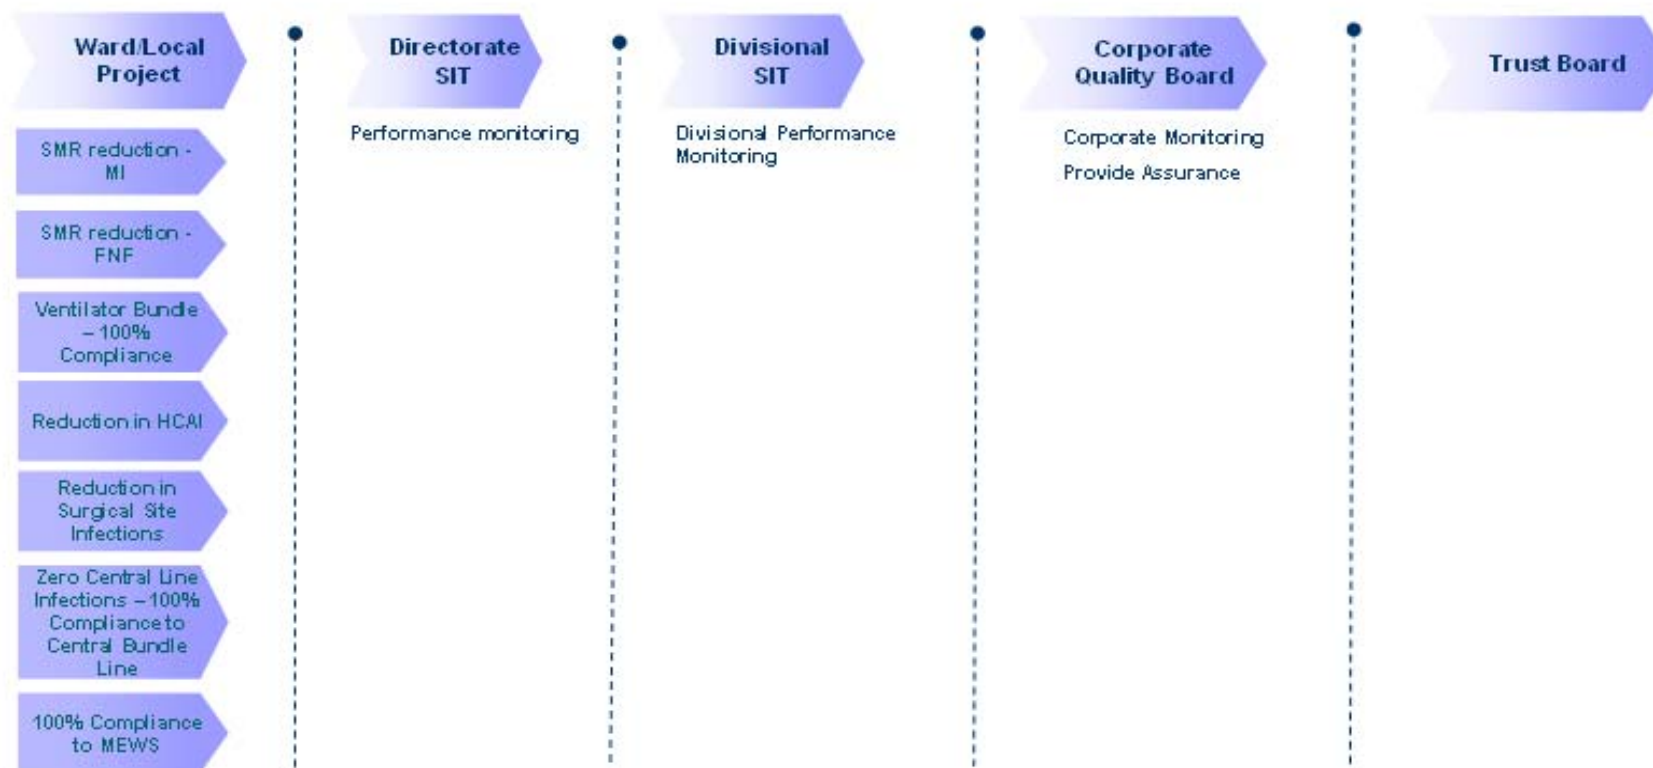 Ward/Local
Project
Directorate
SIT
Divisional
SIT
Corporate
Quality Board
Trust Board
Performance monitoring
Divisional Performance
Monitoring
Corporate Monitoring
Provide Assurance
SMR reduction -
MI
SMR reduction -
FNF
Ventilator Bundle
– 100%
Compliance
Reduction in HCAI
Reduction in
Surgical Site
Infections
Zero Central Line
Infections – 100%
Compliance to
Central Bundle
Line
100% Compliance
to MEWS